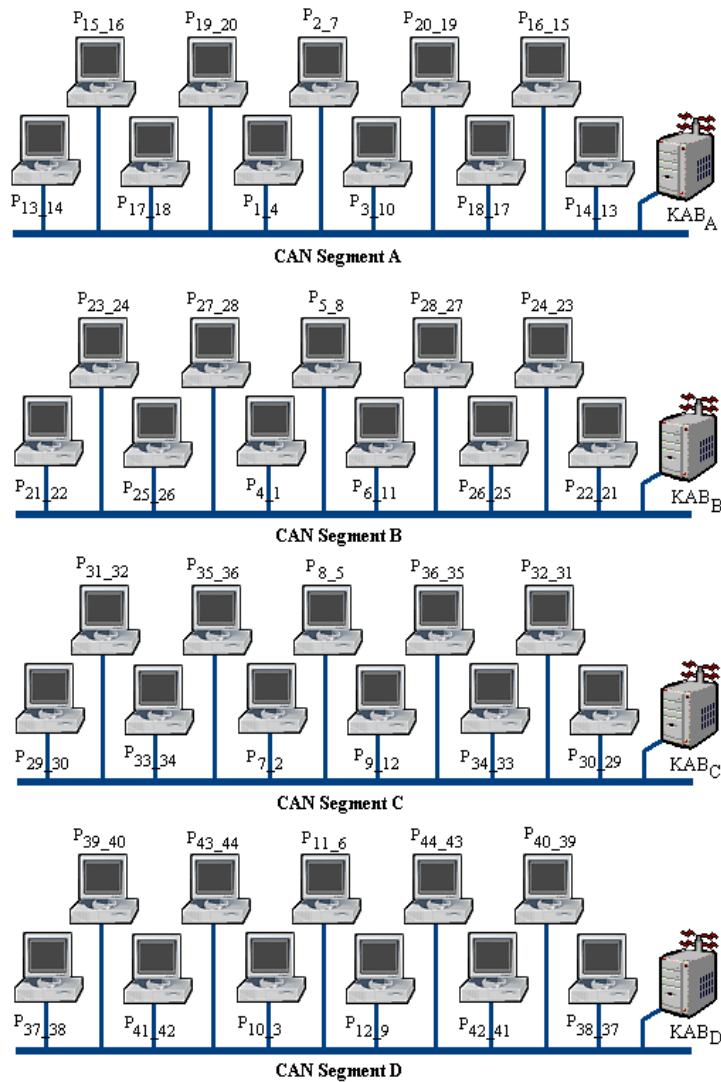 P15_16 P19_20 P2_7 P20_19 P16_15
P13_14 P17_18 P1_4 P3_10 P18_17 P14_13 KABA
CAN Segment A
P23_24 P27_28 P5_8 P28_27 P24_23
P21_22 P25_26 P4_1 P6_11 P26_25 P22_21 KABB
CAN Segment B
P31_32 P35_36 P8_5 P36_35 P32_31
P29_30 P33_34 P7_2 P9_12 P34_33 P30_29 KABC
CAN Segment C
P39_40 P43_44 P11_6 P44_43 P40_39
P37_38 P41_42 P10_3 P12_9 P42_41 P38_37 KABD
CAN Segment D